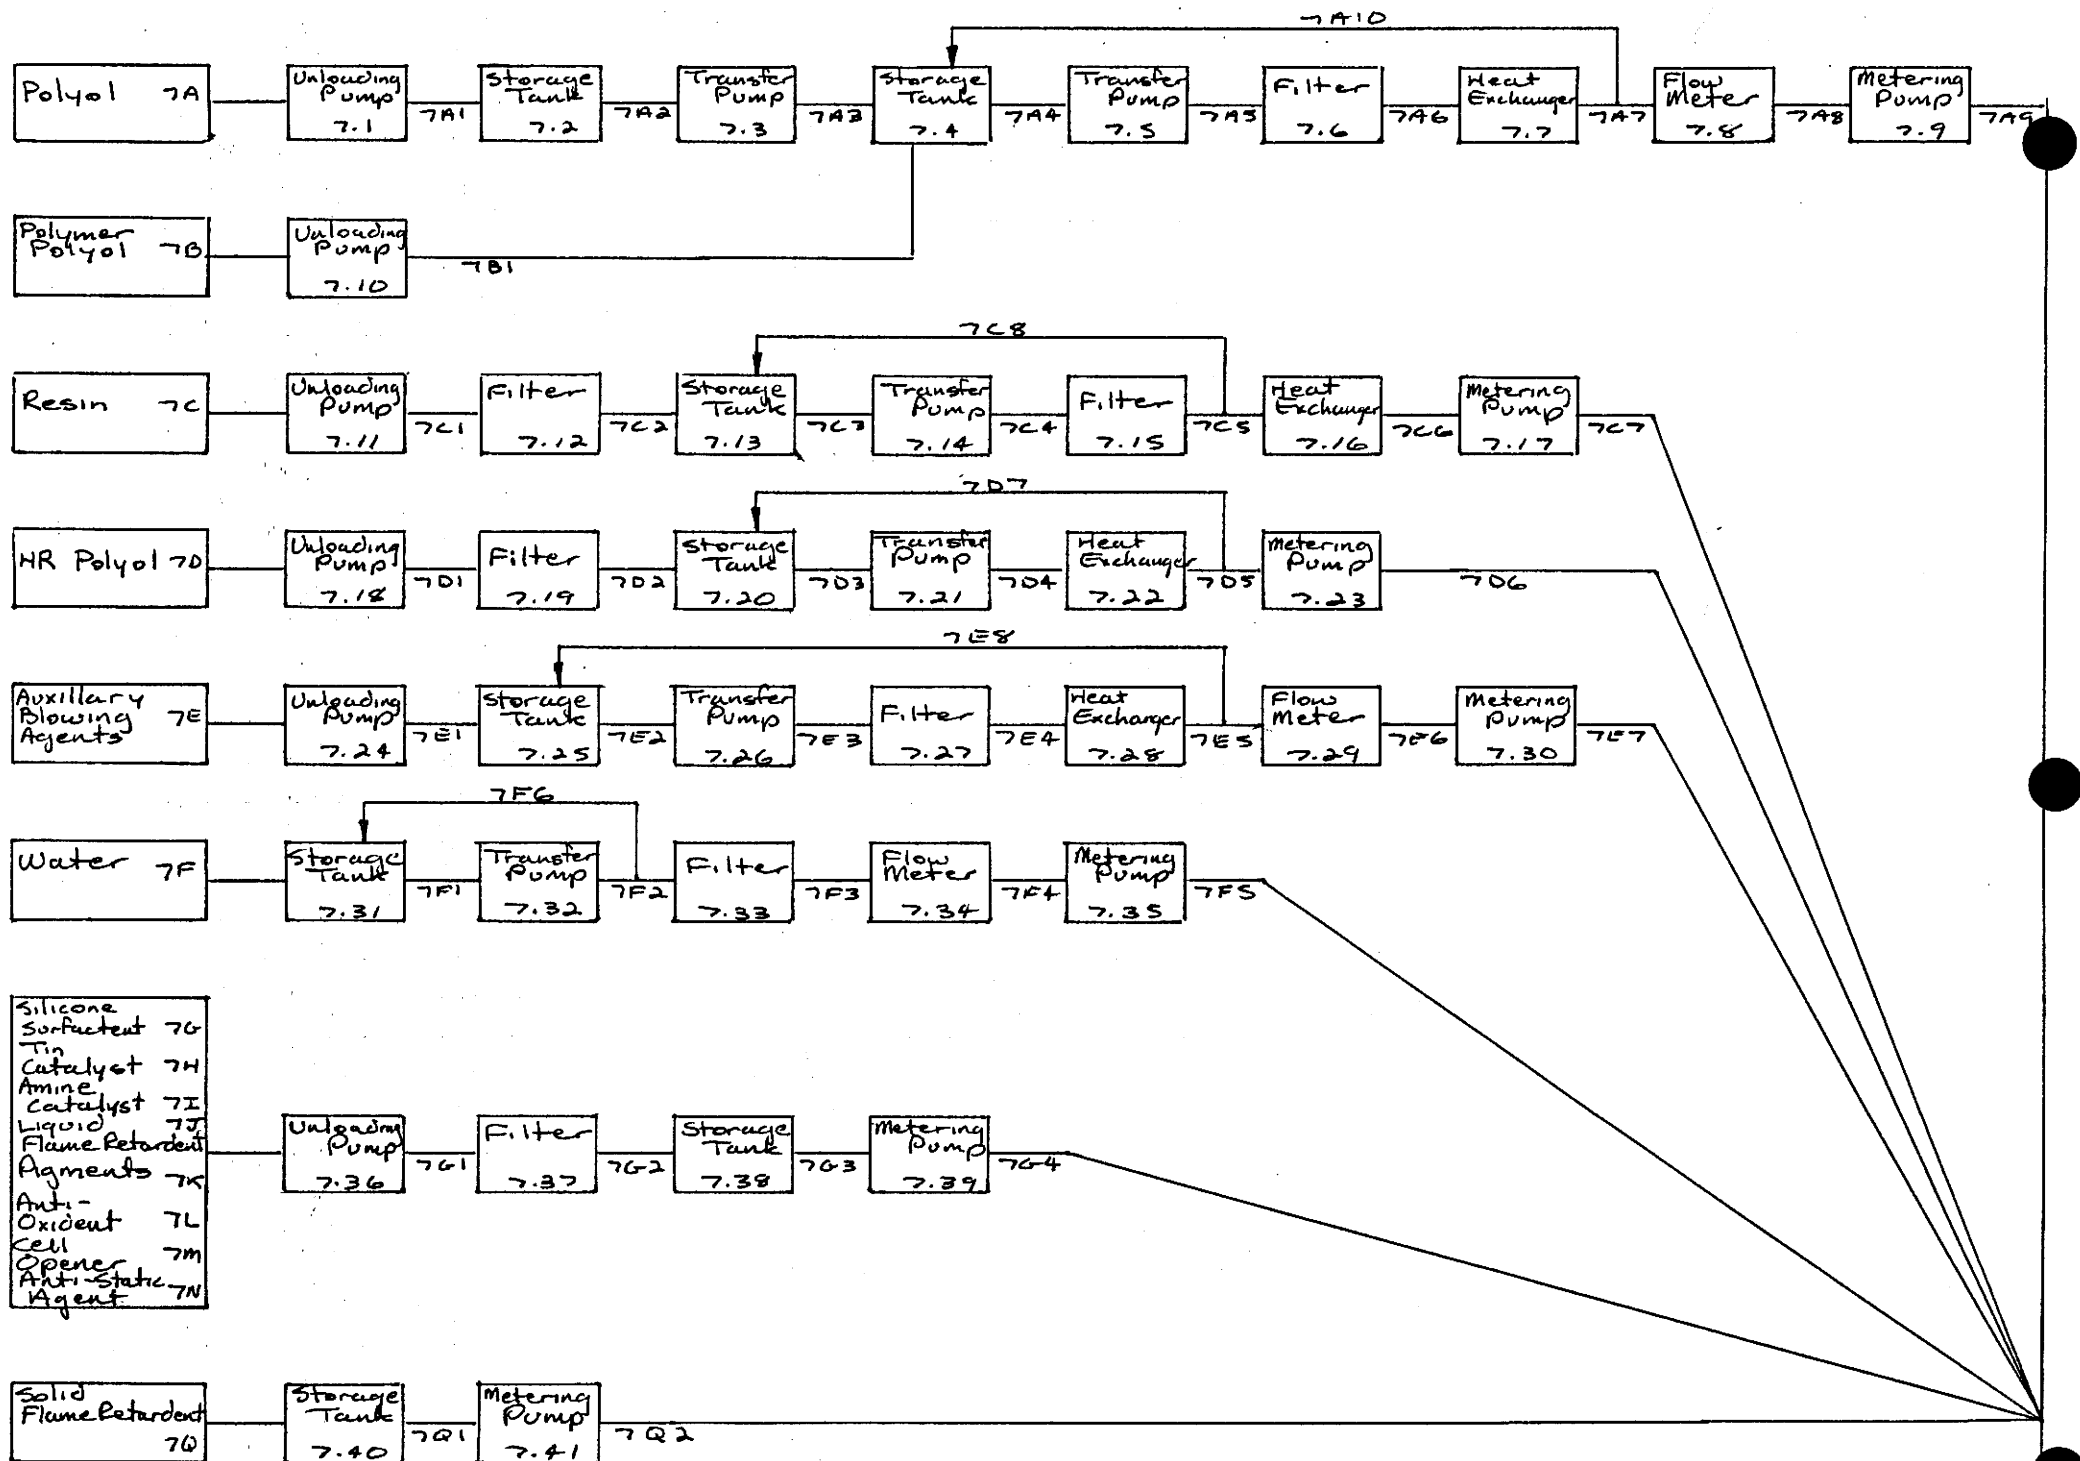 7A10
Polyol 7A
Unloading
Pump
7.1
7A1
Storage
Tank
7.2
7A2
Transfer
Pump
7.3
7A3
Storage
Tank
7.4
7A4
Transfer
Pump
7.5
7A5
Filter
7.6
7A6
Heat
Exchanger
7.7
7A7
Flow
Meter
7.8
7A8
Metering
Pump
7.9
7A9
Polymer
Polyol 7B
Unloading
Pump
7.10
7B1
7C8
Resin 7C
Unloading
Pump
7.11
7C1
Filter
7.12
7C2
Storage
Tank
7.13
7C3
Transfer
Pump
7.14
7C4
Filter
7.15
7C5
Heat
Exchanger
7.16
7C6
Metering
Pump
7.17
7C7
7D7
HR Polyol 7D
Unloading
Pump
7.18
7D1
Filter
7.19
7D2
Storage
Tank
7.20
7D3
Transfer
Pump
7.21
7D4
Heat
Exchanger
7.22
7D5
Metering
Pump
7.23
7D6
7E8
Auxillary
Blowing 7E
Agents
Unloading
Pump
7.24
7E1
Storage
Tank
7.25
7E2
Transfer
Pump
7.26
7E3
Filter
7.27
7E4
Heat
Exchanger
7.28
7E5
Flow
Meter
7.29
7E6
Metering
Pump
7.30
7E7
7F6
Water 7F
Storage
Tank
7.31
7F1
Transfer
Pump
7.32
7F2
Filter
7.33
7F3
Flow
Meter
7.34
7F4
Metering
Pump
7.35
7F5
Silicone
Surfactent 7G
Tin
Catalyst 7H
Amine
Catalyst 7I
Liquid 7J
Flame Retardent
Pigments 7K
Anti-
Oxident 7L
Cell
Opener 7M
Anti-Static 7N
Agent
Unloading
Pump
7.36
7G1
Filter
7.37
7G2
Storage
Tank
7.38
7G3
Metering
Pump
7.39
7G4
Solid
Flame Retardent
7Q
Storage
Tank
7.40
7Q1
Metering
Pump
7.41
7Q2